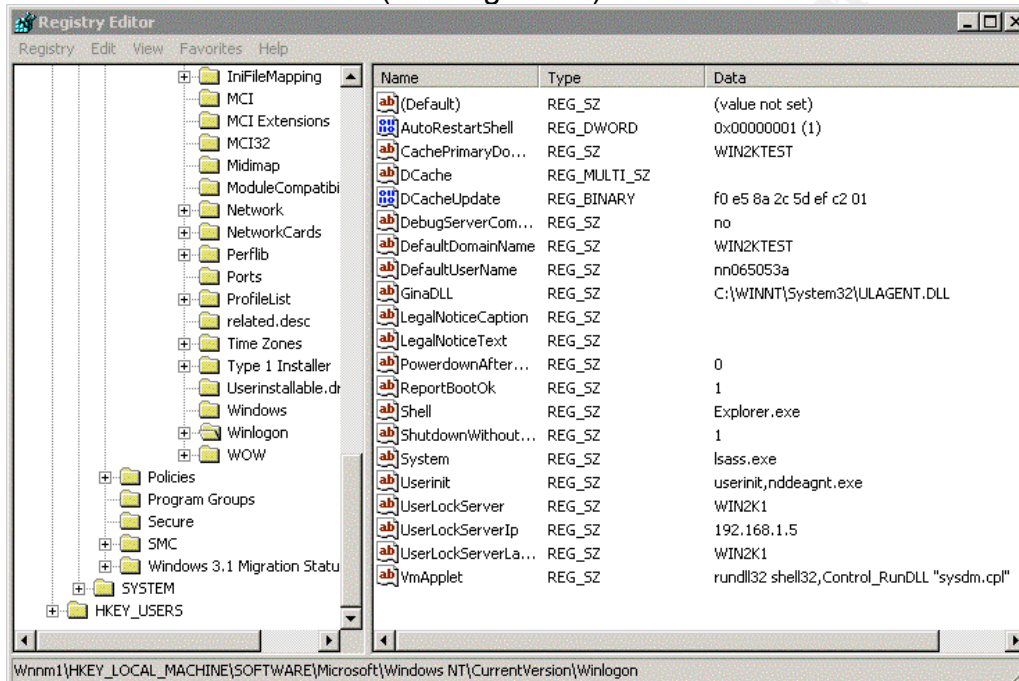 Registry Editor
Registry Edit View Favorites Help
IniFileMapping
MCI
MCI Extensions
MCI32
Midimap
ModuleCompatibi
Network
NetworkCards
Perflib
Ports
ProfileList
related.desc
Time Zones
Type 1 Installer
Userinstallable.dr
Windows
Winlogon
WOW
Policies
Program Groups
Secure
SMC
Windows 3.1 Migration Statu
SYSTEM
HKEY_USERS
Name Type Data
(Default) REG_SZ (value not set)
AutoRestartShell REG_DWORD 0x00000001 (1)
CachePrimaryDo... REG_SZ WIN2KTEST
DCache REG_MULTI_SZ
DCacheUpdate REG_BINARY f0 e5 8a 2c 5d ef c2 01
DebugServerCom... REG_SZ no
DefaultDomainName REG_SZ WIN2KTEST
DefaultUserName REG_SZ nn065053a
GinaDLL REG_SZ C:\WINNT\System32\ULAGENT.DLL
LegalNoticeCaption REG_SZ
LegalNoticeText REG_SZ
PowerdownAfter... REG_SZ 0
ReportBootOk REG_SZ 1
Shell REG_SZ Explorer.exe
ShutdownWithout... REG_SZ 1
System REG_SZ lsass.exe
Userinit REG_SZ userinit,nddeagnt.exe
UserLockServer REG_SZ WIN2K1
UserLockServerIp REG_SZ 192.168.1.5
UserLockServerLa... REG_SZ WIN2K1
VmApplet REG_SZ rundll32 shell32,Control_RunDLL "sysdm.cpl"
Wnnm1\HKEY_LOCAL_MACHINE\SOFTWARE\Microsoft\Windows NT\CurrentVersion\Winlogon